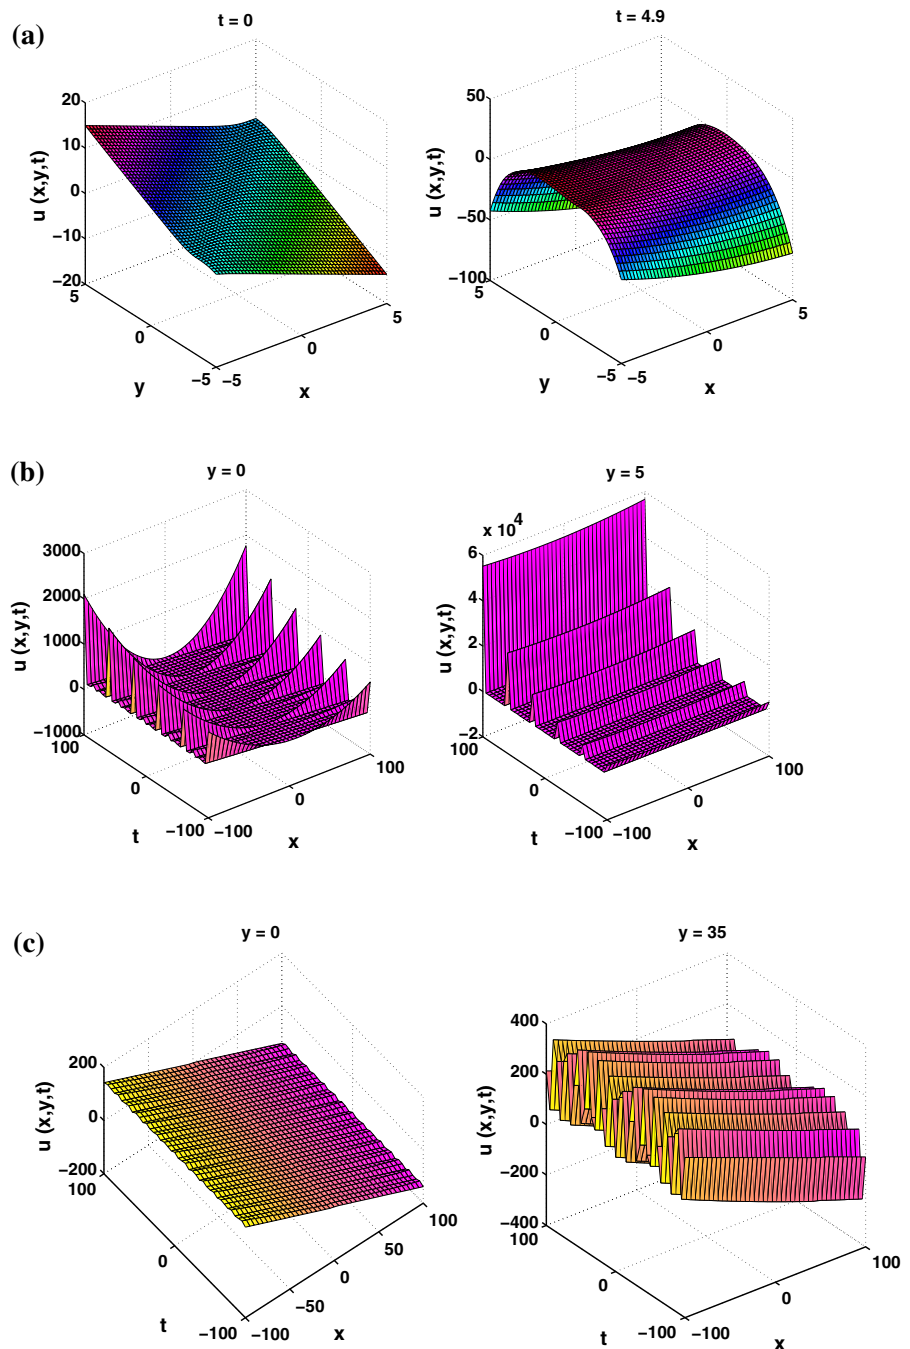 (a)
t = 0
20
10
0
−10
−20
u (x,y,t)
5
0
−5
y
−5
0
5
x
t = 4.9
50
0
−50
−100
u (x,y,t)
5
0
−5
y
−5
0
5
x
(b)
y = 0
3000
2000
1000
0
−1000
u (x,y,t)
100
0
−100
t
−100
0
100
x
y = 5
x 10^4
6
4
2
0
−2
u (x,y,t)
100
0
−100
t
−100
0
100
x
(c)
y = 0
200
0
−200
u (x,y,t)
100
0
−100
t
−100
−50
0
50
100
x
y = 35
400
200
0
−200
−400
u (x,y,t)
100
0
−100
t
−100
0
100
x